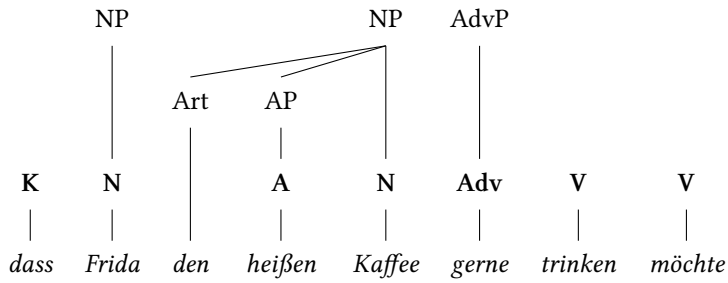 NP NP AdvP
Art AP
K N A N Adv V V
dass Frida den heißen Kaffee gerne trinken möchte